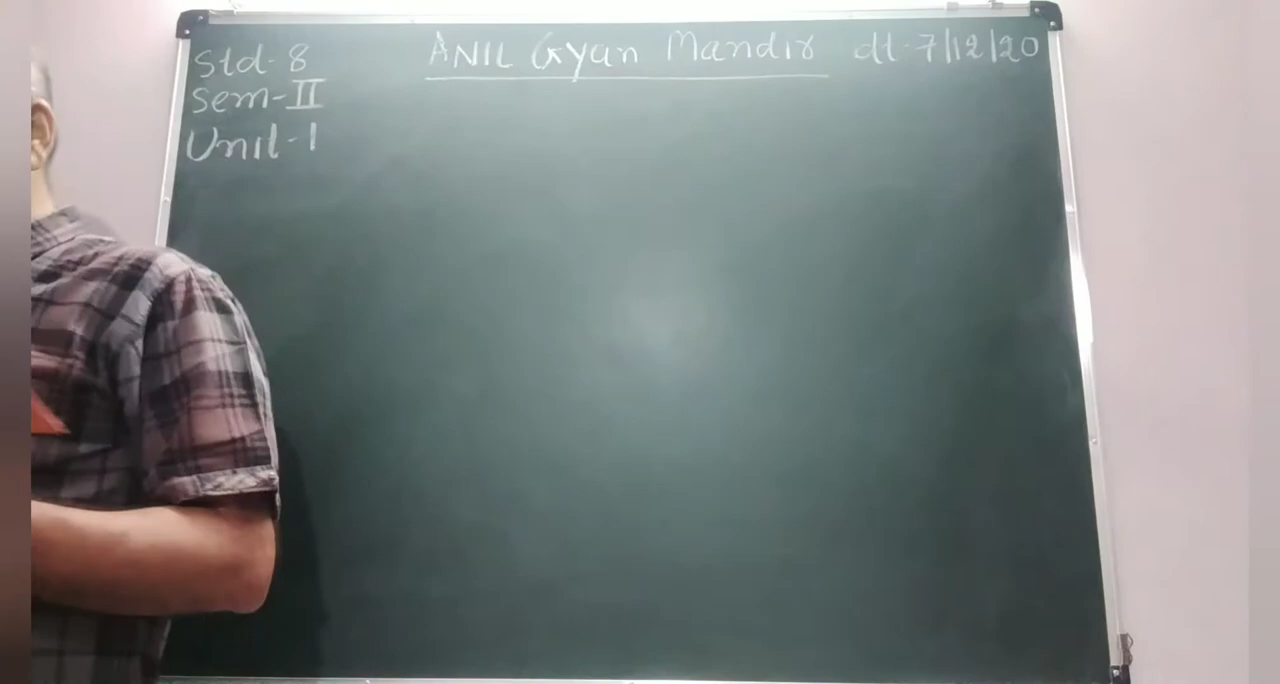 Std-8
ANIL Gyan Mandir
dt-7/12/20
Sem-II
Unit-1